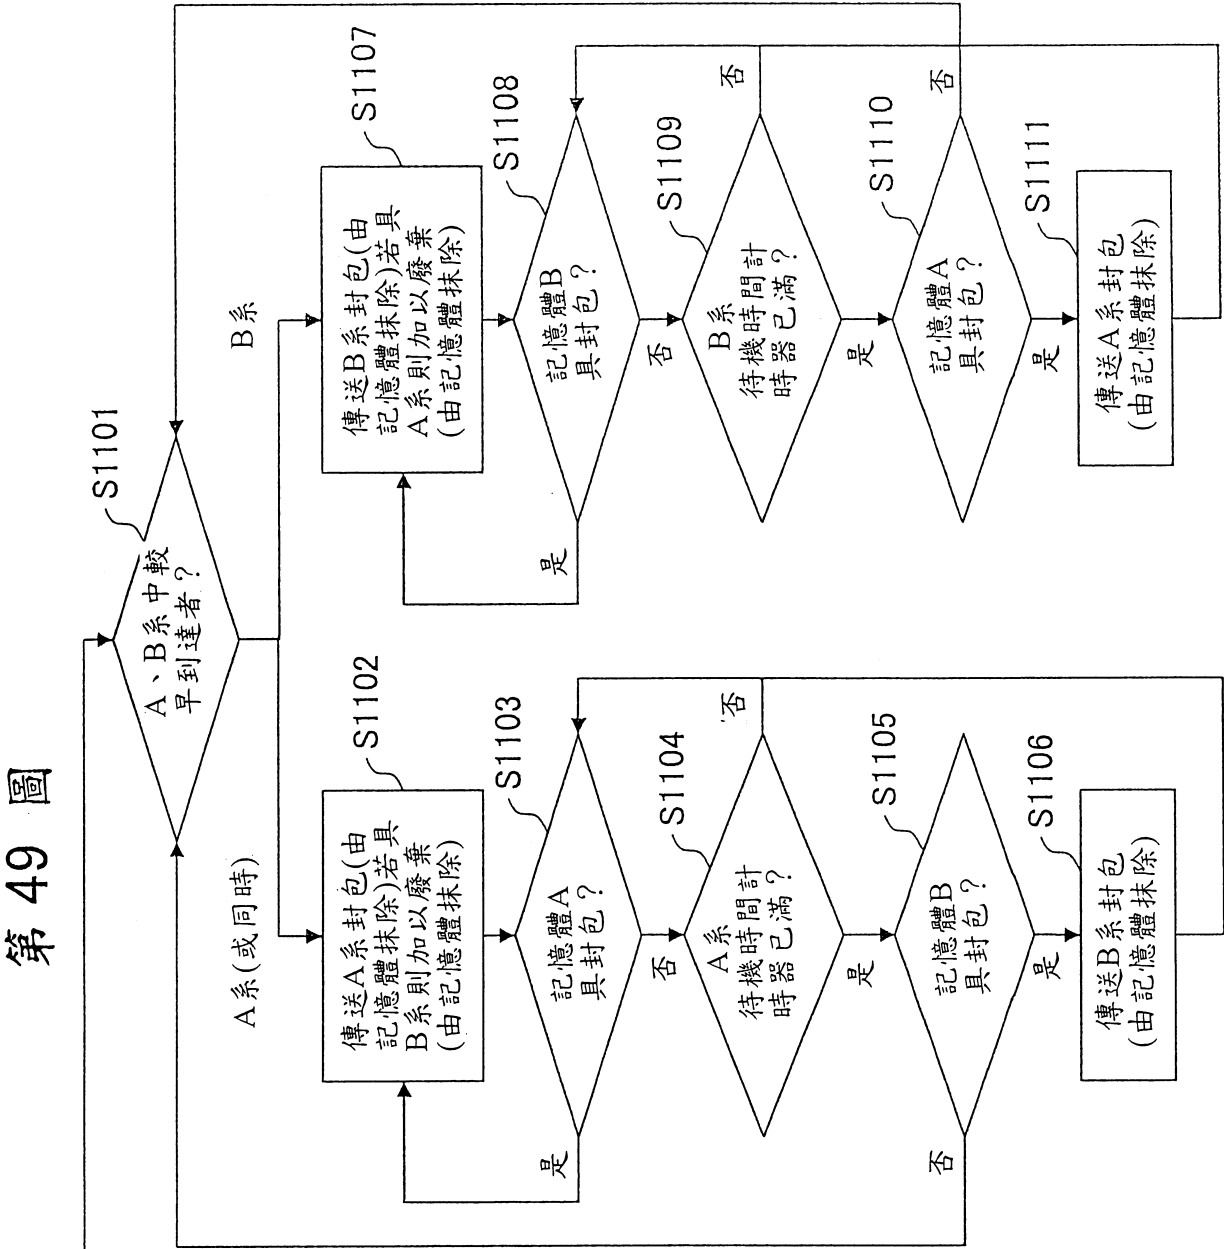 第 49 圖
S1101
A、B系中較
早到達者？
A系(或同時)
B系
S1102
傳送A系封包(由
記憶體抹除)若具
B系則加以廢棄
(由記憶體抹除)
S1103
記憶體A
具封包？
是
否
S1104
A系
待機時間計
時器已滿？
否
是
S1105
記憶體B
具封包？
否
是
S1106
傳送B系封包
(由記憶體抹除)
S1107
傳送B系封包(由
記憶體抹除)若具
A系則加以廢棄
(由記憶體抹除)
S1108
記憶體B
具封包？
是
否
S1109
B系
待機時間計
時器已滿？
否
是
S1110
記憶體A
具封包？
否
是
S1111
傳送A系封包
(由記憶體抹除)